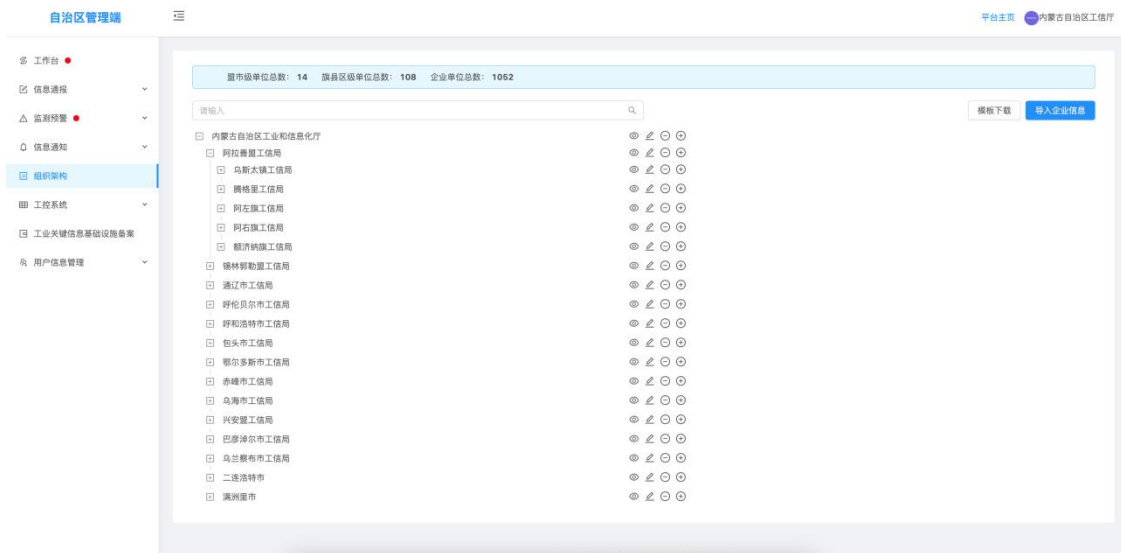 自治区管理端
平台主页 内蒙古自治区工信厅
工作台
信息通报
监测预警
信息通知
组织架构
工控系统
工业关键信息基础设施备案
用户信息管理
盟市级单位总数： 14 旗县区级单位总数： 108 企业单位总数： 1052
请输入
模板下载 导入企业信息
内蒙古自治区工业和信息化厅
阿拉善盟工信局
乌斯太镇工信局
腾格里工信局
阿左旗工信局
阿右旗工信局
额济纳旗工信局
锡林郭勒盟工信局
通辽市工信局
呼伦贝尔市工信局
呼和浩特市工信局
包头市工信局
鄂尔多斯市工信局
赤峰市工信局
乌海市工信局
兴安盟工信局
巴彦淖尔市工信局
乌兰察布市工信局
二连浩特市
满洲里市